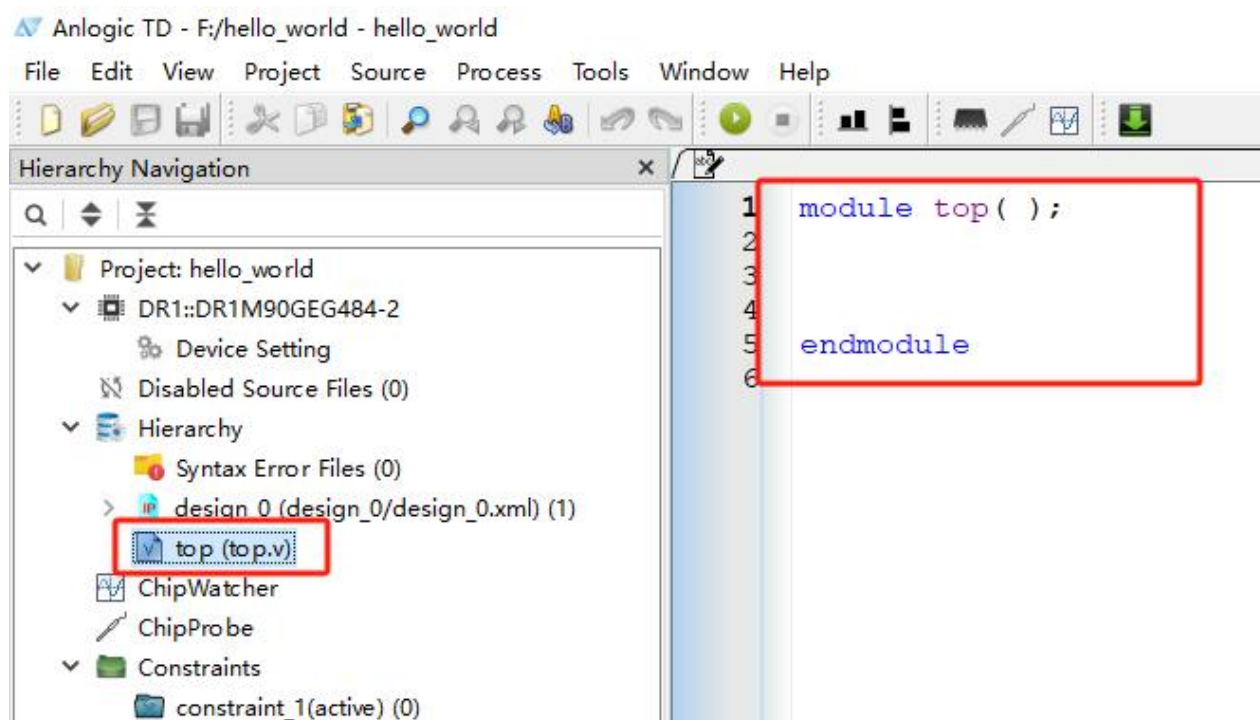 Anlogic TD - F:/hello_world - hello_world
File Edit View Project Source Process Tools Window Help
Hierarchy Navigation
Project: hello_world
DR1::DR1M90GEG484-2
Device Setting
Disabled Source Files (0)
Hierarchy
Syntax Error Files (0)
design_0 (design_0/design_0.xml) (1)
top (top.v)
ChipWatcher
ChipProbe
Constraints
constraint_1(active) (0)
1 module top( );
2
3
4
5 endmodule
6